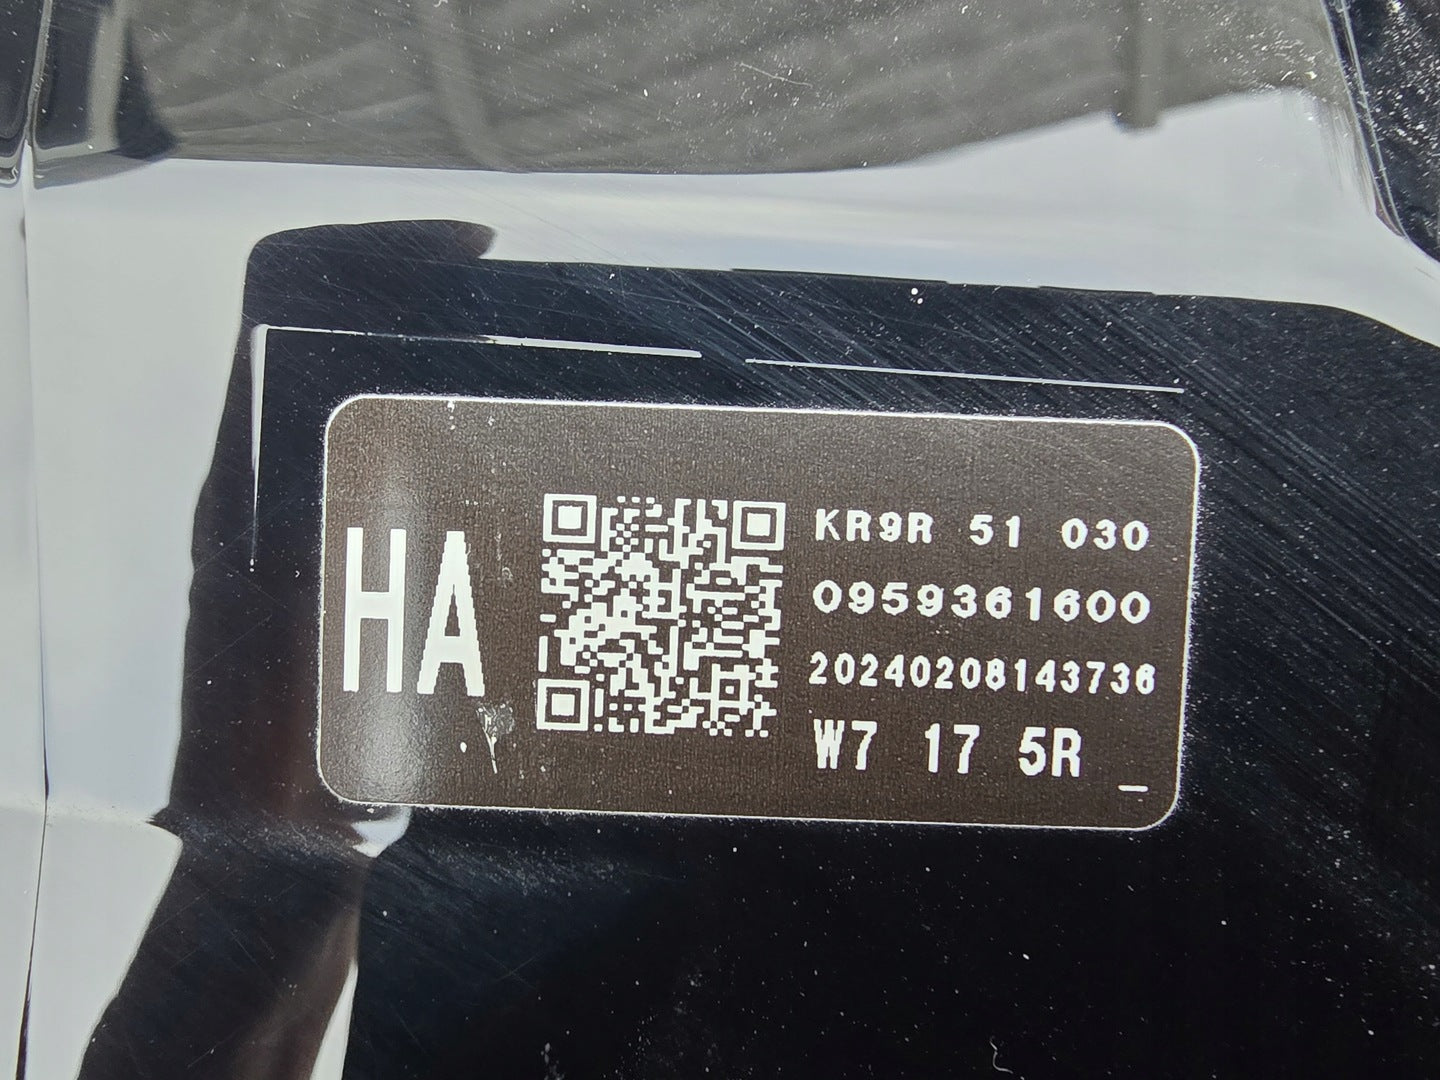 HA
KR9R 51 030
0959361600
20240208143736
W7 17 5R _